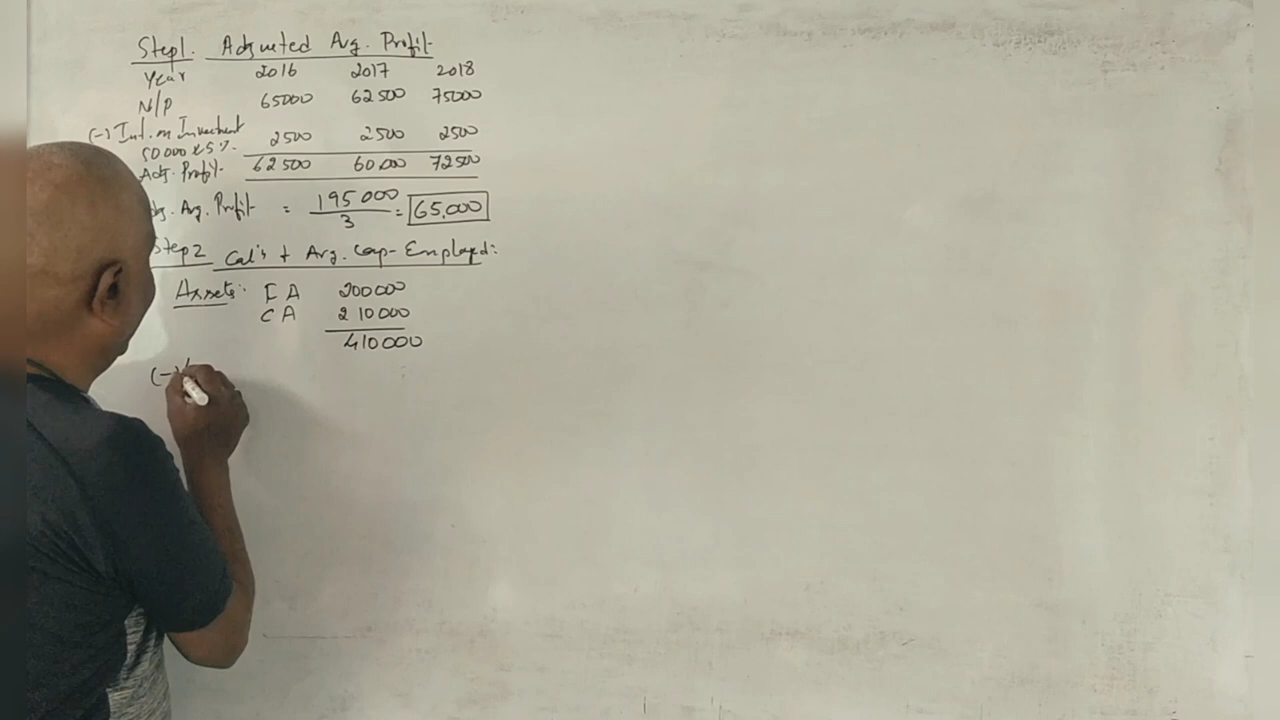 Step1. Adjusted Avg. Profit
Year 2016 2017 2018
N/P 65000 62500 75000
(-) Int. on Investment 2500 2500 2500
50000 x 5%.
Adj. Profit 62500 60000 72500
Adj. Avg. Profit = 195000/3 = 65,000
Step2 Cal's Avg. Cap. Employed:
Assets: FA 200000
CA 210000
410000
(-)